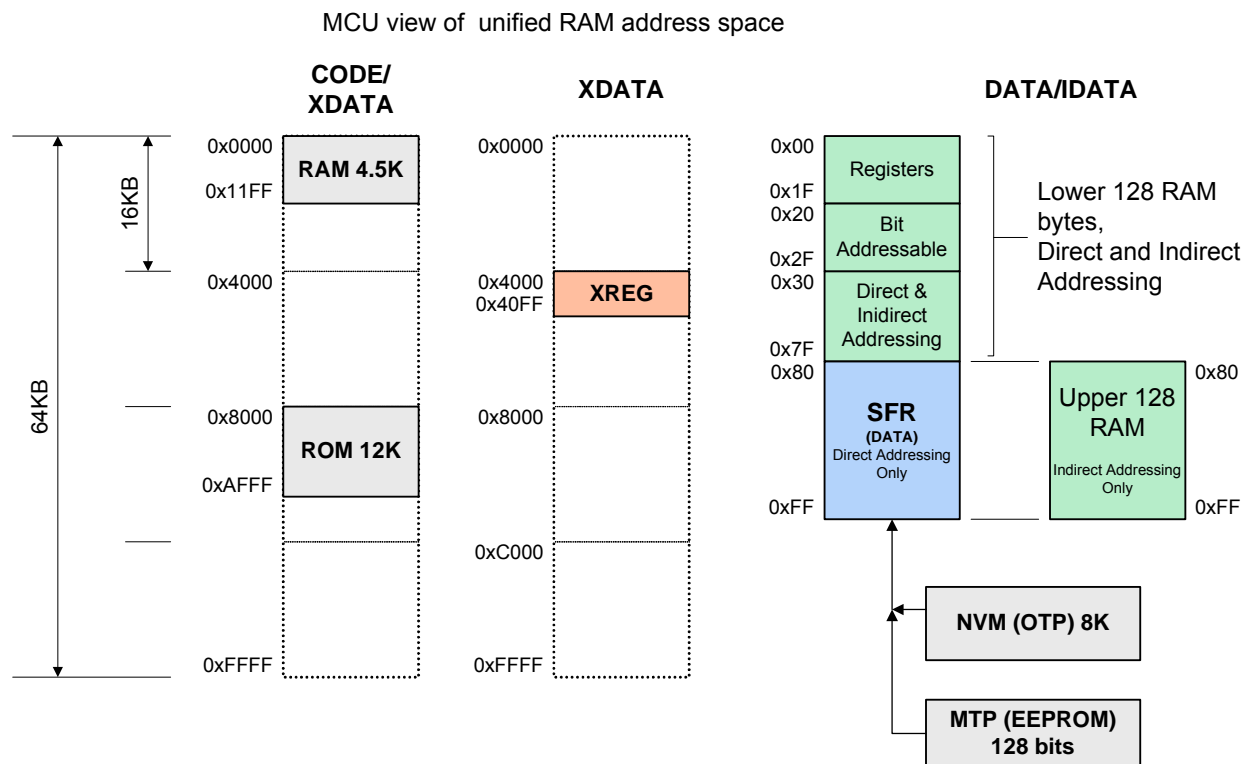 MCU view of  unified RAM address space
CODE/
XDATA
XDATA
DATA/IDATA
64KB
16KB
0x0000
RAM 4.5K
0x11FF
0x4000
0x8000
ROM 12K
0xAFFF
0xFFFF
0x0000
0x4000
XREG
0x40FF
0x8000
0xC000
0xFFFF
0x00
Registers
0x1F
0x20
Bit
Addressable
0x2F
0x30
Direct &
Inidirect
Addressing
0x7F
0x80
SFR
(DATA)
Direct Addressing
Only
0xFF
Lower 128 RAM
bytes,
Direct and Indirect
Addressing
0x80
Upper 128
RAM
Indirect Addressing
Only
0xFF
NVM (OTP) 8K
MTP (EEPROM)
128 bits